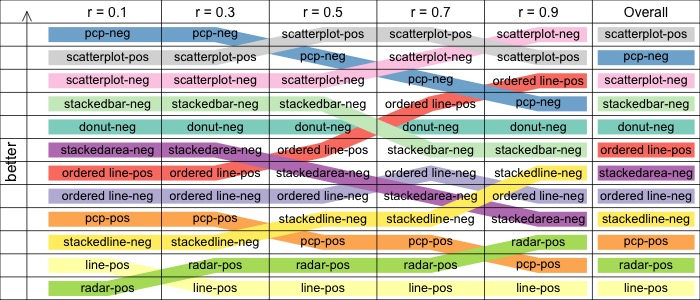 r = 0.1 r = 0.3 r = 0.5 r = 0.7 r = 0.9 Overall
pcp-neg pcp-neg scatterplot-pos scatterplot-pos scatterplot-neg scatterplot-pos
scatterplot-pos scatterplot-pos pcp-neg scatterplot-neg scatterplot-pos pcp-neg
scatterplot-neg scatterplot-neg scatterplot-neg pcp-neg ordered line-pos scatterplot-neg
stackedbar-neg stackedbar-neg stackedbar-neg ordered line-pos pcp-neg stackedbar-neg
donut-neg donut-neg donut-neg donut-neg donut-neg donut-neg
stackedarea-neg stackedarea-neg ordered line-pos stackedbar-neg stackedbar-neg ordered line-pos
ordered line-pos ordered line-pos stackedarea-neg ordered line-neg stackedline-neg stackedarea-neg
ordered line-neg ordered line-neg ordered line-neg stackedarea-neg ordered line-neg ordered line-neg
pcp-pos pcp-pos stackedline-neg stackedline-neg stackedarea-neg stackedline-neg
stackedline-neg stackedline-neg pcp-pos pcp-pos radar-pos pcp-pos
line-pos radar-pos radar-pos radar-pos pcp-pos radar-pos
radar-pos line-pos line-pos line-pos line-pos line-pos
better